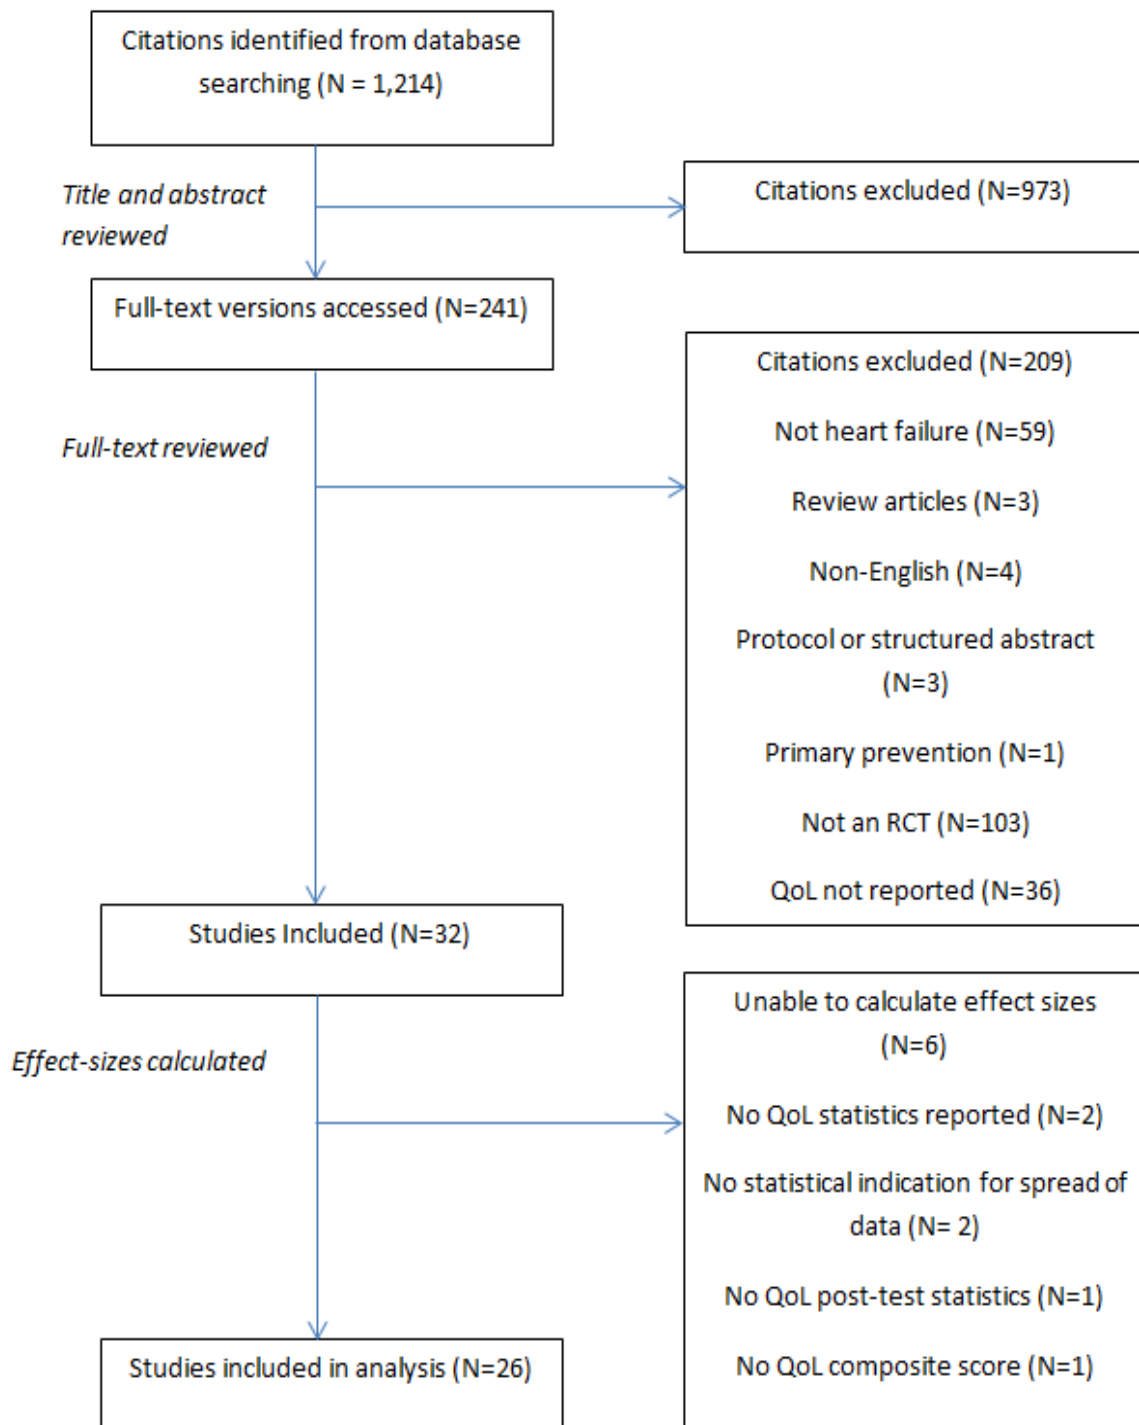 Citations identified from database
searching (N = 1,214)
Title and abstract
reviewed
Citations excluded (N=973)
Full-text versions accessed (N=241)
Full-text reviewed
Citations excluded (N=209)
Not heart failure (N=59)
Review articles (N=3)
Non-English (N=4)
Protocol or structured abstract
(N=3)
Primary prevention (N=1)
Not an RCT (N=103)
QoL not reported (N=36)
Studies Included (N=32)
Effect-sizes calculated
Unable to calculate effect sizes
(N=6)
No QoL statistics reported (N=2)
No statistical indication for spread of
data (N= 2)
No QoL post-test statistics (N=1)
No QoL composite score (N=1)
Studies included in analysis (N=26)